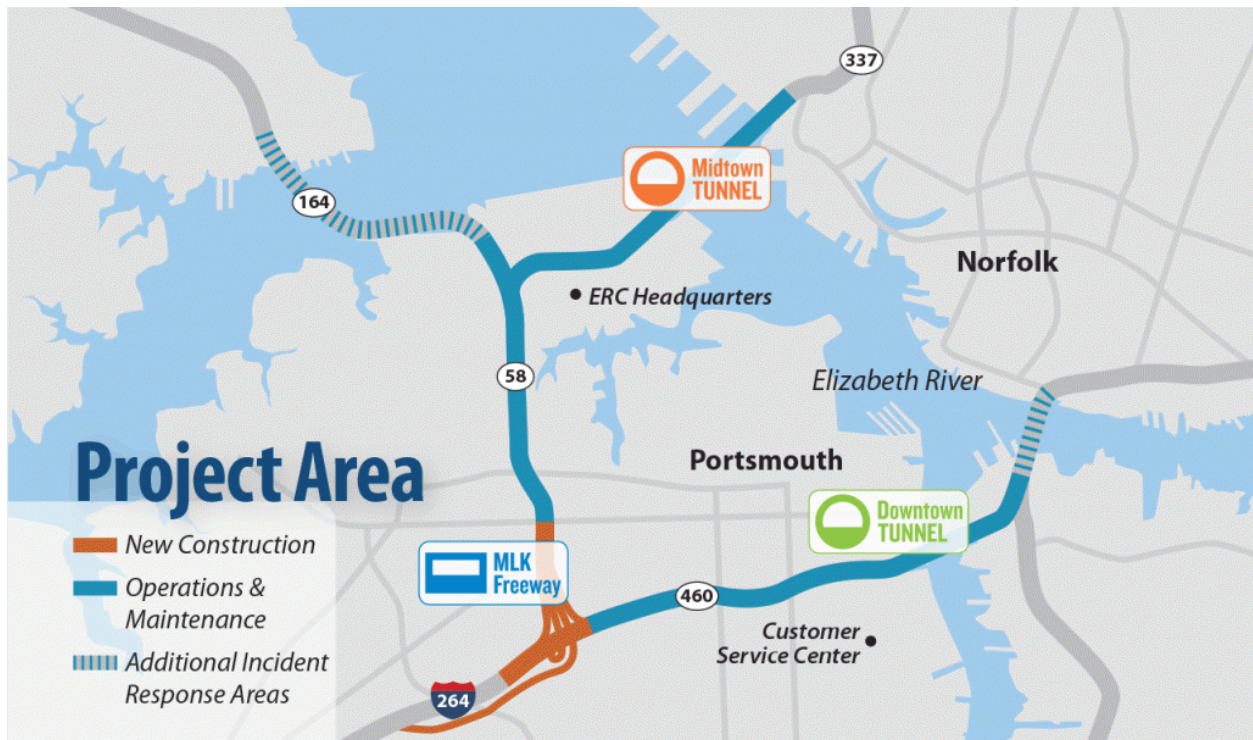 337
Midtown
TUNNEL
164
Norfolk
ERC Headquarters
58
Elizabeth River
Project Area
Portsmouth
New Construction
Downtown
TUNNEL
MLK
Freeway
Operations &
Maintenance
460
Customer
Service Center
Additional Incident
Response Areas
264